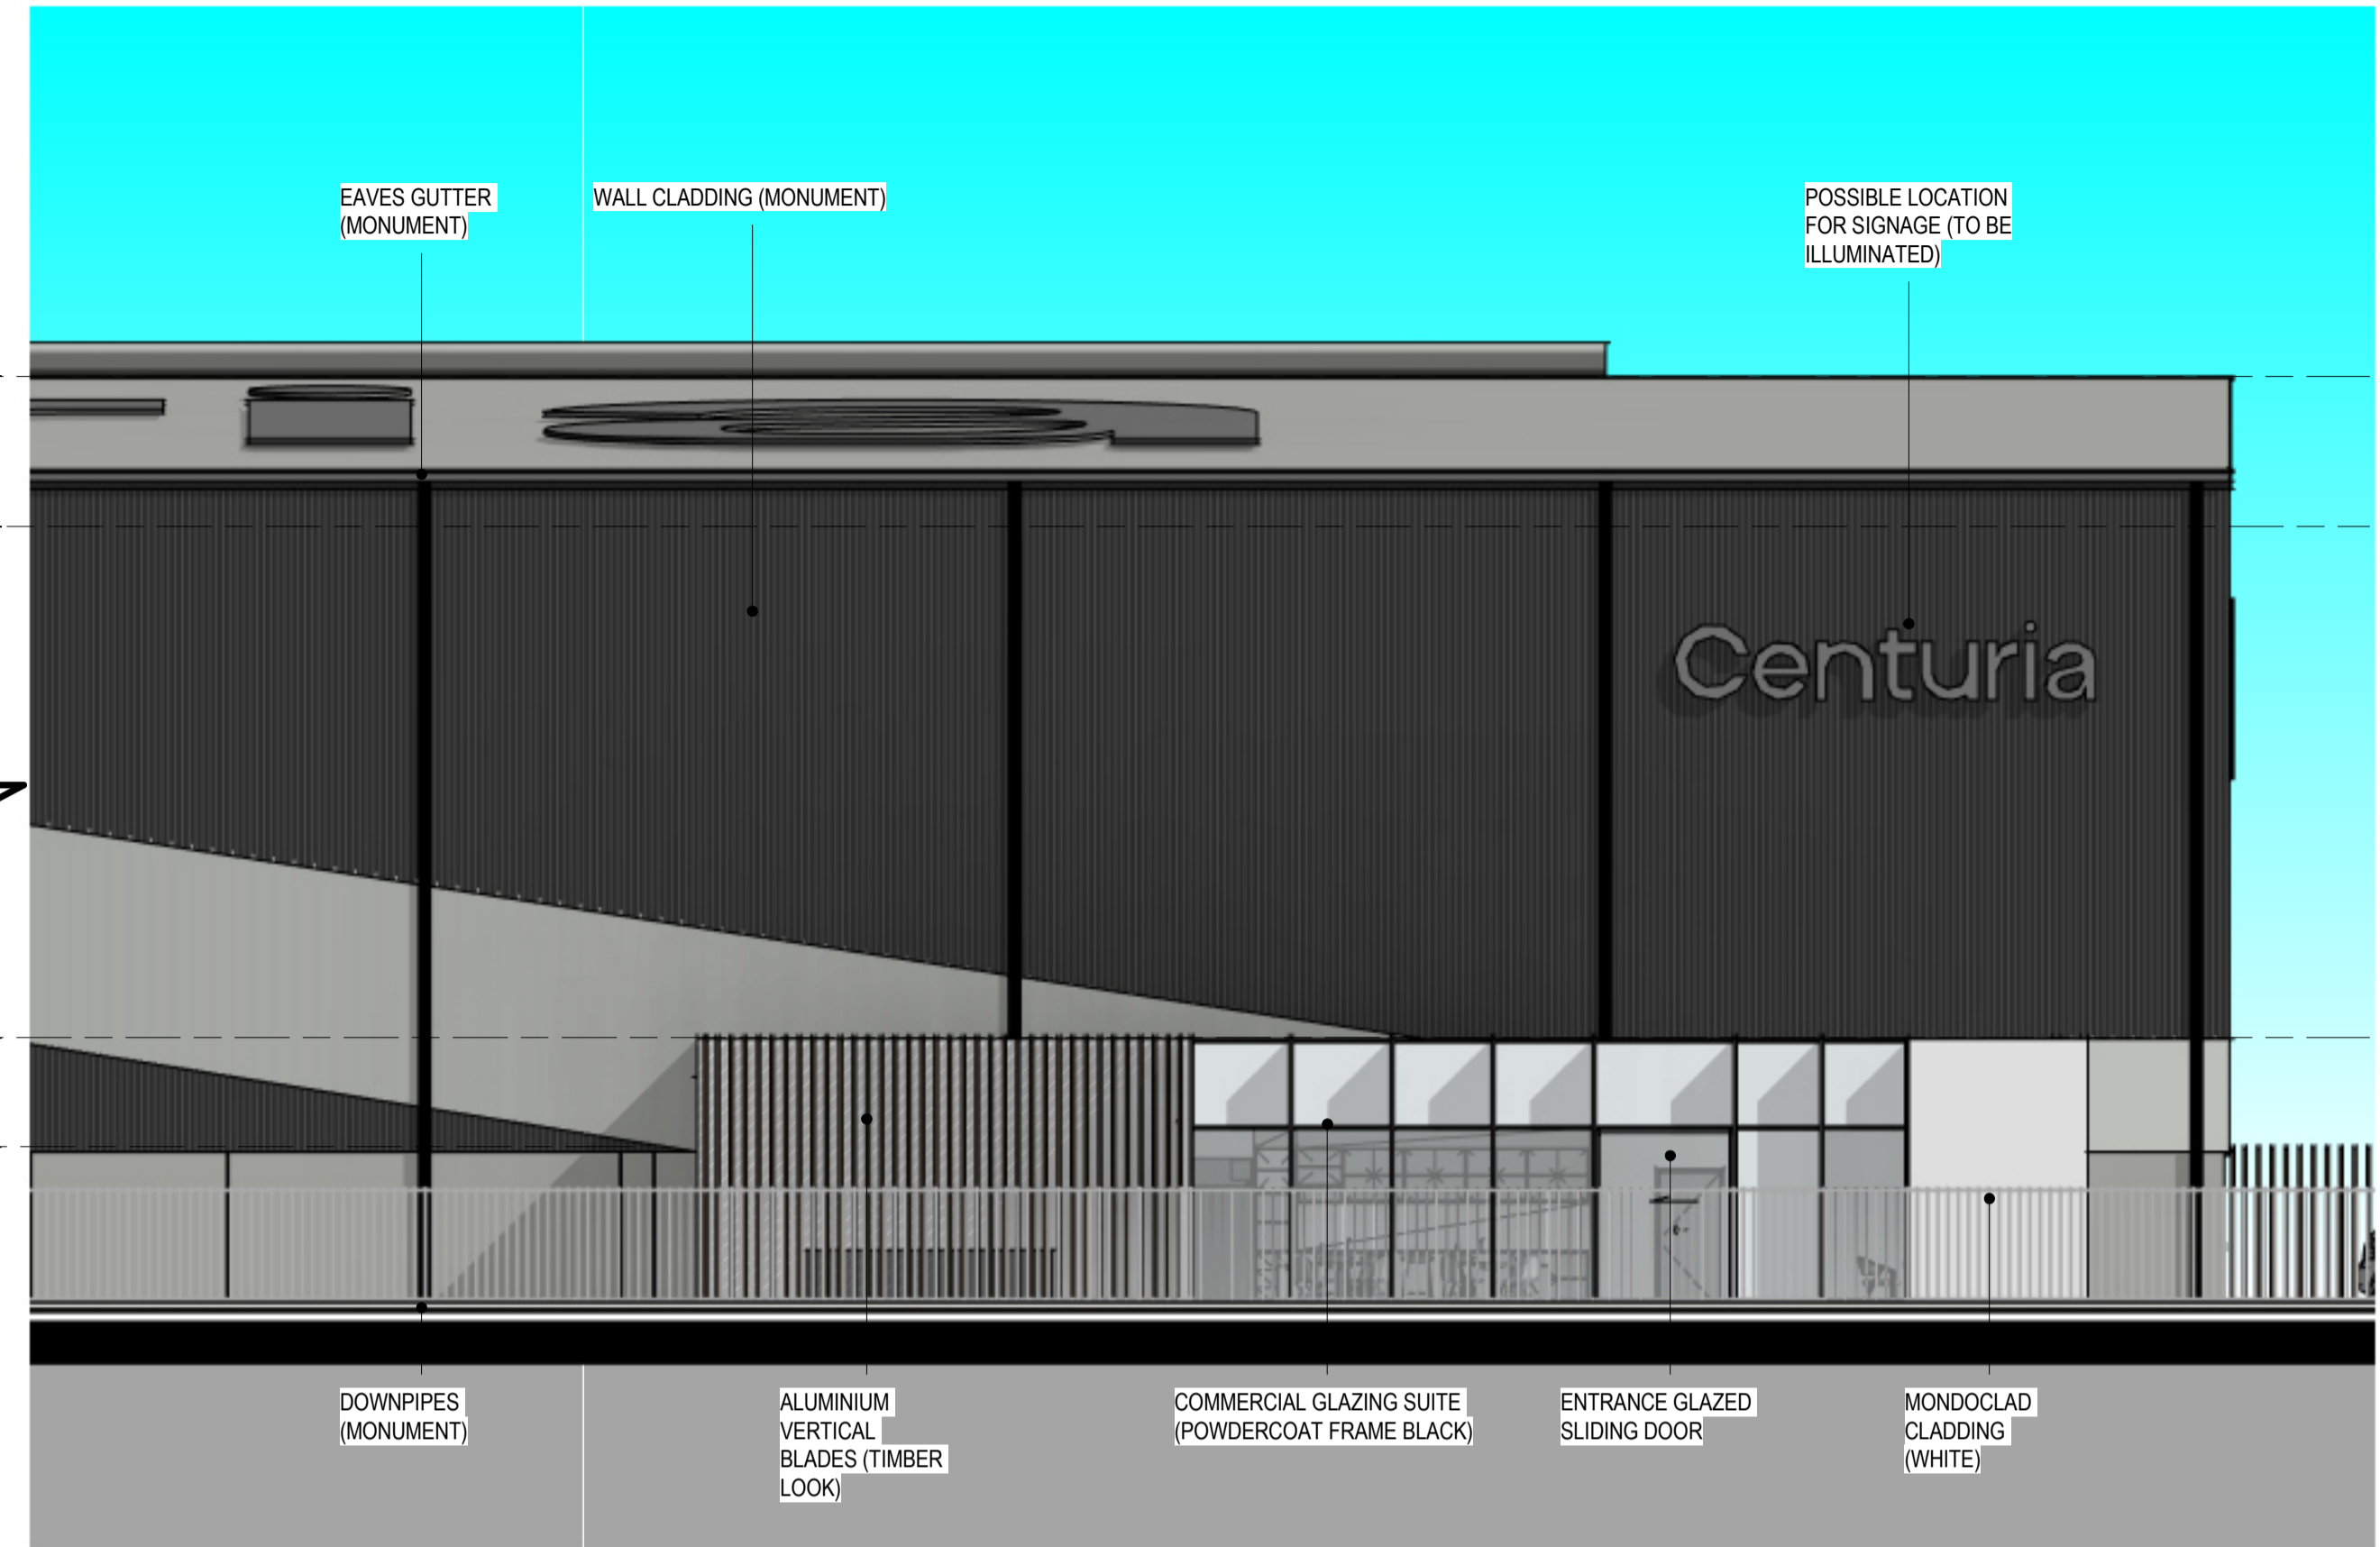 EAVES GUTTER
(MONUMENT)
WALL CLADDING (MONUMENT)
POSSIBLE LOCATION
FOR SIGNAGE (TO BE
ILLUMINATED)
Centuria
DOWNPIPES
(MONUMENT)
ALUMINIUM
VERTICAL
BLADES (TIMBER
LOOK)
COMMERCIAL GLAZING SUITE
(POWDERCOAT FRAME BLACK)
ENTRANCE GLAZED
SLIDING DOOR
MONDOCLAD
CLADDING
(WHITE)